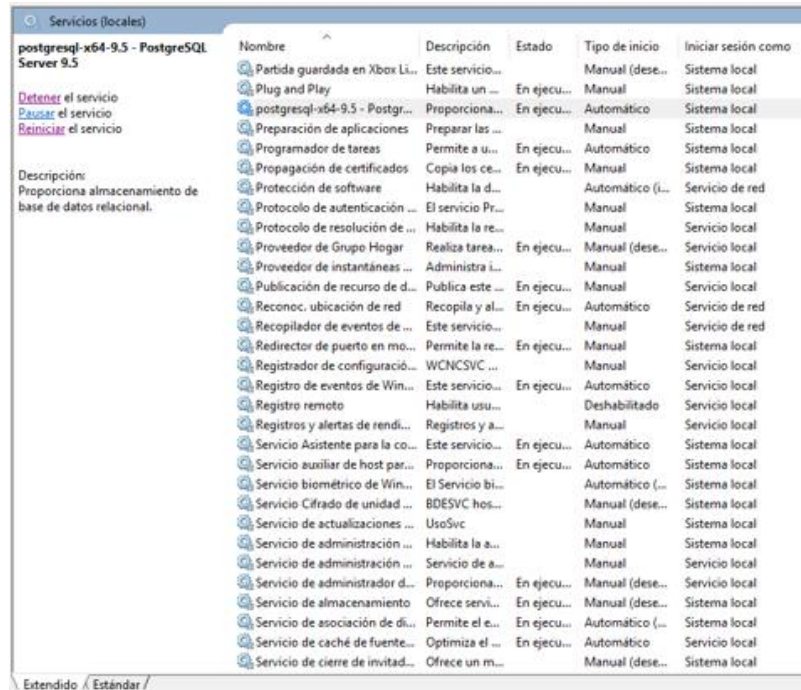 Servicios (locales)
postgresql-x64-9.5 - PostgreSQL
Server 9.5
Detener el servicio
Pausar el servicio
Reiniciar el servicio
Descripción:
Proporciona almacenamiento de
base de datos relacional.
Nombre Descripción Estado Tipo de inicio Iniciar sesión como
Partida guardada en Xbox Li... Este servicio... Manual (dese... Sistema local
Plug and Play Habilita un ... En ejecu... Manual Sistema local
postgresql-x64-9.5 - Postgr... Proporciona... En ejecu... Automático Sistema local
Preparación de aplicaciones Preparar las ... Manual Sistema local
Programador de tareas Permite a u... En ejecu... Automático Sistema local
Propagación de certificados Copia los ce... En ejecu... Manual Sistema local
Protección de software Habilita la d... Automático (i... Servicio de red
Protocolo de autenticación ... El servicio Pr... Manual Sistema local
Protocolo de resolución de ... Habilita la re... Manual Servicio local
Proveedor de Grupo Hogar Realiza tarea... En ejecu... Manual (dese... Servicio local
Proveedor de instantáneas ... Administra i... Manual Sistema local
Publicación de recurso de d... Publica este ... En ejecu... Manual Servicio local
Reconoc. ubicación de red Recopila y al... En ejecu... Automático Servicio de red
Recopilador de eventos de ... Este servicio... Manual Servicio de red
Redirector de puerto en mo... Permite la re... En ejecu... Manual Sistema local
Registrador de configuració... WCNCSVC ... Manual Servicio local
Registro de eventos de Win... Este servicio... En ejecu... Automático Servicio local
Registro remoto Habilita usu... Deshabilitado Servicio local
Registros y alertas de rendi... Registros y a... Manual Servicio local
Servicio Asistente para la co... Este servicio... En ejecu... Automático Sistema local
Servicio auxiliar de host par... Proporciona... En ejecu... Automático Sistema local
Servicio biométrico de Win... El Servicio bi... Automático (... Sistema local
Servicio Cifrado de unidad ... BDESVC hos... Manual (dese... Sistema local
Servicio de actualizaciones ... UsoSvc Manual Sistema local
Servicio de administración ... Habilita la a... Manual Sistema local
Servicio de administración ... Servicio de a... Manual Servicio local
Servicio de administrador d... Proporciona... En ejecu... Manual (dese... Servicio local
Servicio de almacenamiento Ofrece servi... En ejecu... Manual (dese... Sistema local
Servicio de asociación de di... Permite el e... En ejecu... Automático (... Sistema local
Servicio de caché de fuente... Optimiza el ... En ejecu... Automático Servicio local
Servicio de cierre de invitad... Ofrece un m... Manual (dese... Sistema local
Extendido Estándar